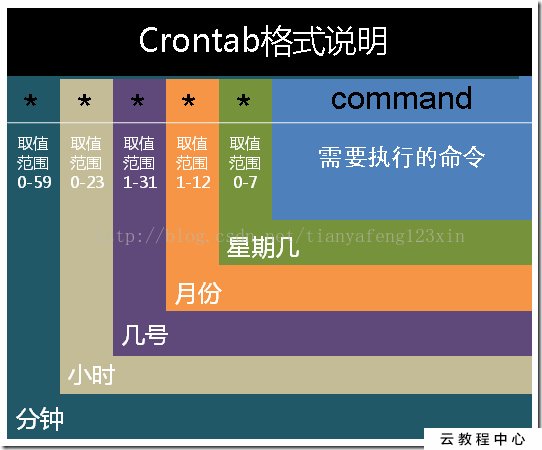 Crontab格式说明
* * * * * command
取值范围0-59 取值范围0-23 取值范围1-31 取值范围1-12 取值范围0-7 需要执行的命令
http://blog.csdn.net/tianyafeng123xin
星期几
月份
几号
小时
分钟
云教程中心